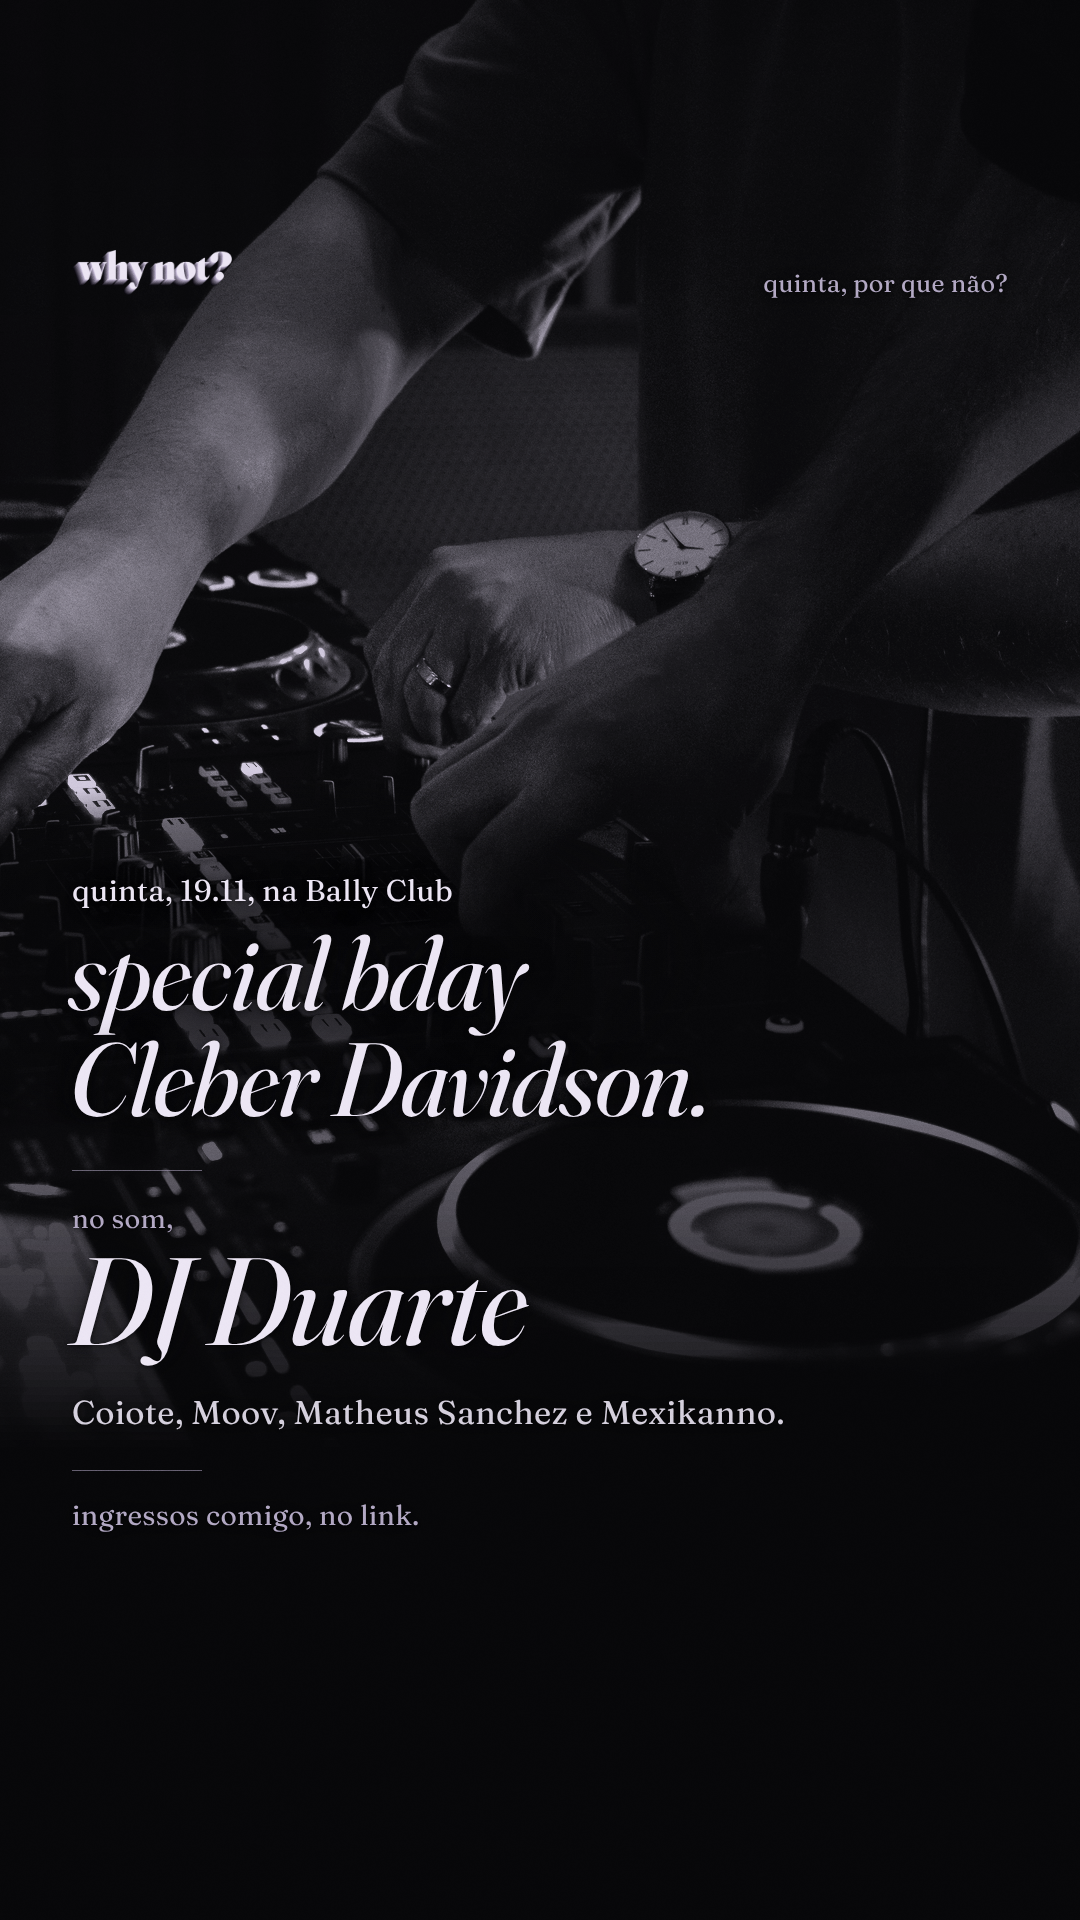 why not?
quinta, por que não?
quinta, 19.11, na Bally Club
special bday
Cleber Davidson.
no som,
DJ Duarte
Coiote, Moov, Matheus Sanchez e Mexikanno.
ingressos comigo, no link.